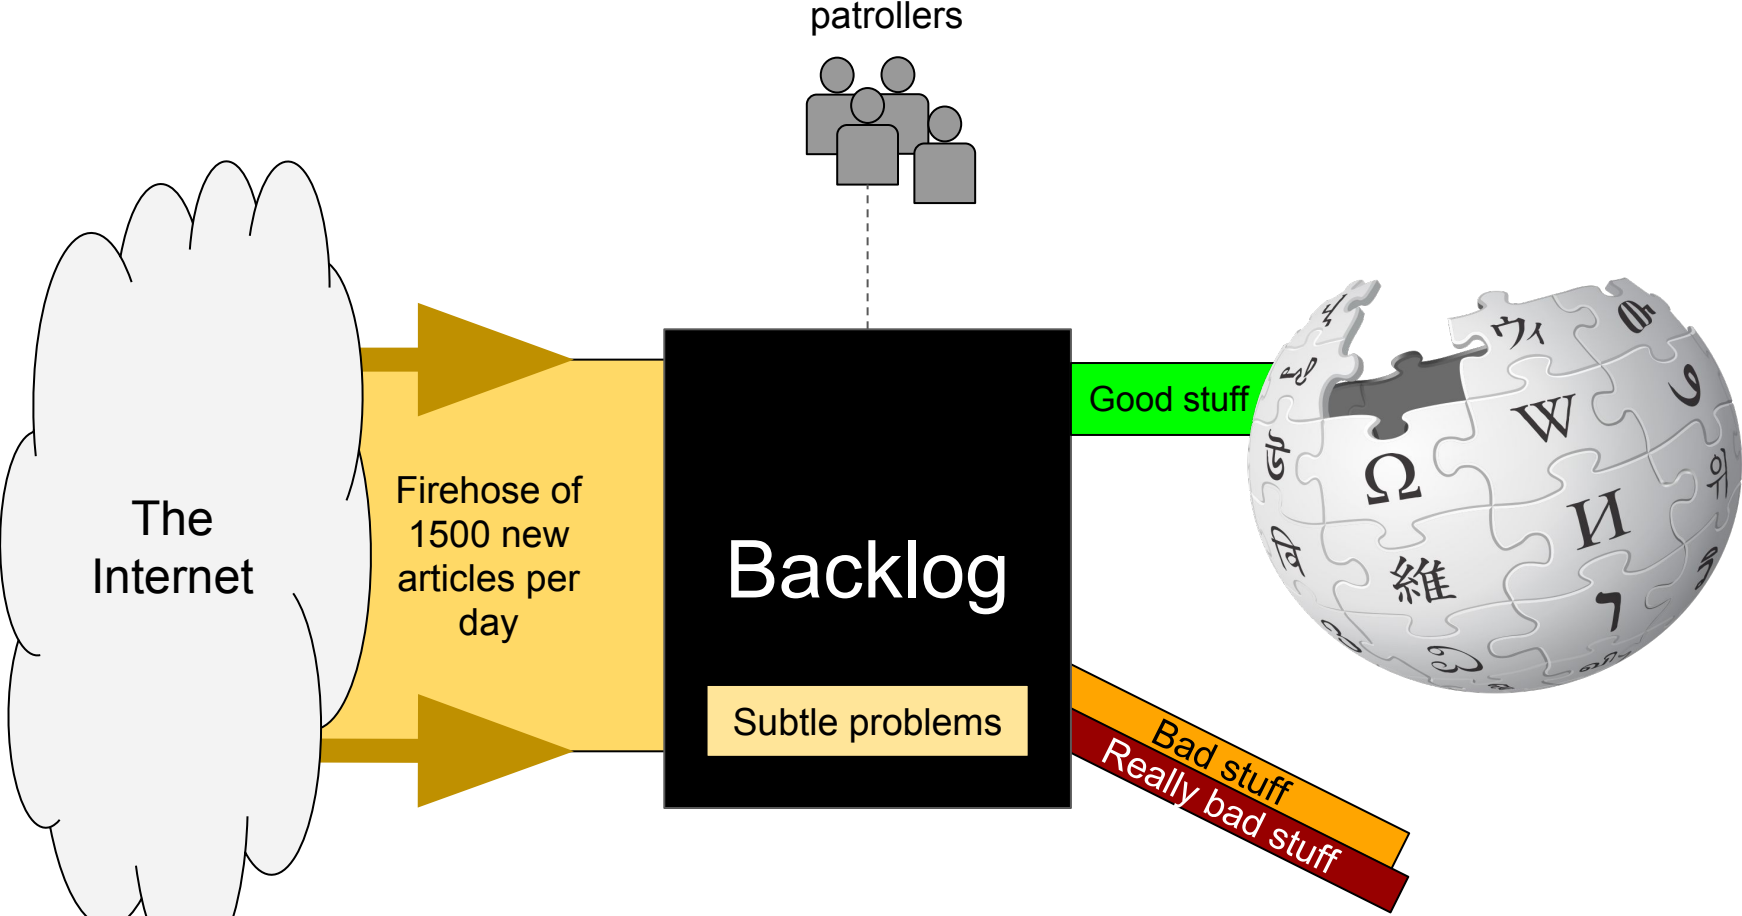 patrollers
The
Internet
Firehose of
1500 new
articles per
day
Backlog
Subtle problems
Good stuff
Bad stuff
Really bad stuff
ウィ
W
Ω
И
維
위